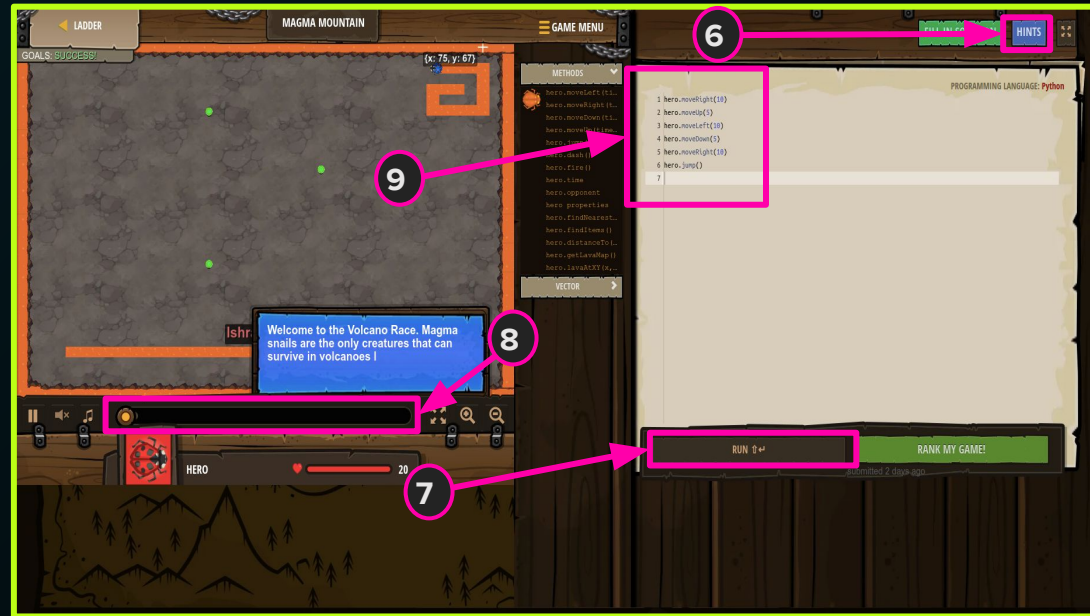 LADDER
MAGMA MOUNTAIN
GAME MENU
6
HINTS
GOALS: SUCCESS!
{x: 75, y: 67}
METHODS
PROGRAMMING LANGUAGE: Python
hero.moveLeft(ti...
hero.moveRight(t...
hero.moveDown(ti...
hero.dash()
hero.fire()
hero.time
hero.opponent
hero properties
hero.findNearest...
hero.findItems()
hero.distanceTo(...
hero.getLavaMap()
hero.lavaAtXY(x,...
VECTOR
1 hero.moveRight(10)
2 hero.moveUp(5)
3 hero.moveLeft(10)
4 hero.moveDown(5)
5 hero.moveRight(10)
6 hero.jump()
7
9
Ishr
Welcome to the Volcano Race. Magma
snails are the only creatures that can
survive in volcanoes l
8
HERO
20
7
RUN ⇧↵
RANK MY GAME!
submitted 2 days ago